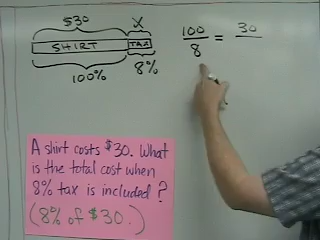 $30 X
SHIRT TAX
100% 8%
100/8 = 30/
A shirt costs $30. What
is the total cost when
8% tax is included?
(8% of $30.)